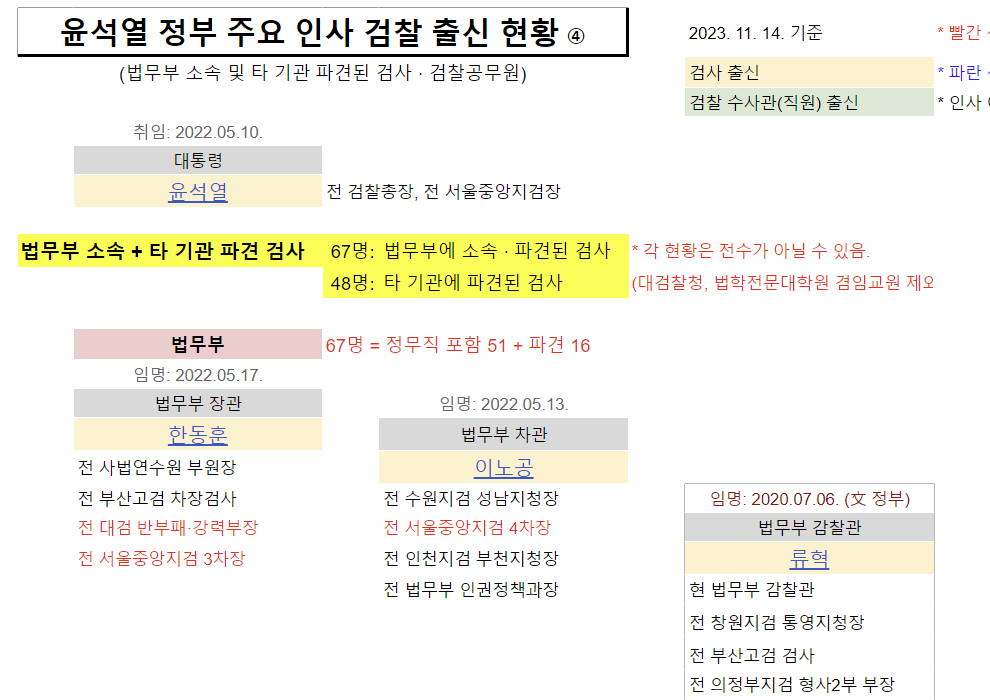 윤석열 정부 주요 인사 검찰 출신 현황 ④
(법무부 소속 및 타 기관 파견된 검사 · 검찰공무원)
2023. 11. 14. 기준
* 빨간
검사 출신
* 파란
검찰 수사관(직원) 출신
* 인사
취임: 2022.05.10.
대통령
윤석열
전 검찰총장, 전 서울중앙지검장
법무부 소속 + 타 기관 파견 검사
67명: 법무부에 소속 · 파견된 검사
* 각 현황은 전수가 아닐 수 있음.
48명: 타 기관에 파견된 검사
(대검찰청, 법학전문대학원 겸임교원 제외
법무부
67명 = 정무직 포함 51 + 파견 16
임명: 2022.05.17.
법무부 장관
한동훈
전 사법연수원 부원장
전 부산고검 차장검사
전 대검 반부패·강력부장
전 서울중앙지검 3차장
임명: 2022.05.13.
법무부 차관
이노공
전 수원지검 성남지청장
전 서울중앙지검 4차장
전 인천지검 부천지청장
전 법무부 인권정책과장
임명: 2020.07.06. (文 정부)
법무부 감찰관
류혁
현 법무부 감찰관
전 창원지검 통영지청장
전 부산고검 검사
전 의정부지검 형사2부 부장